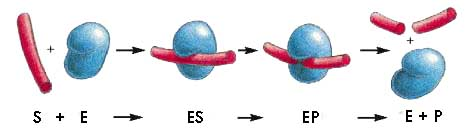 + +
S + E → ES → EP → E + P